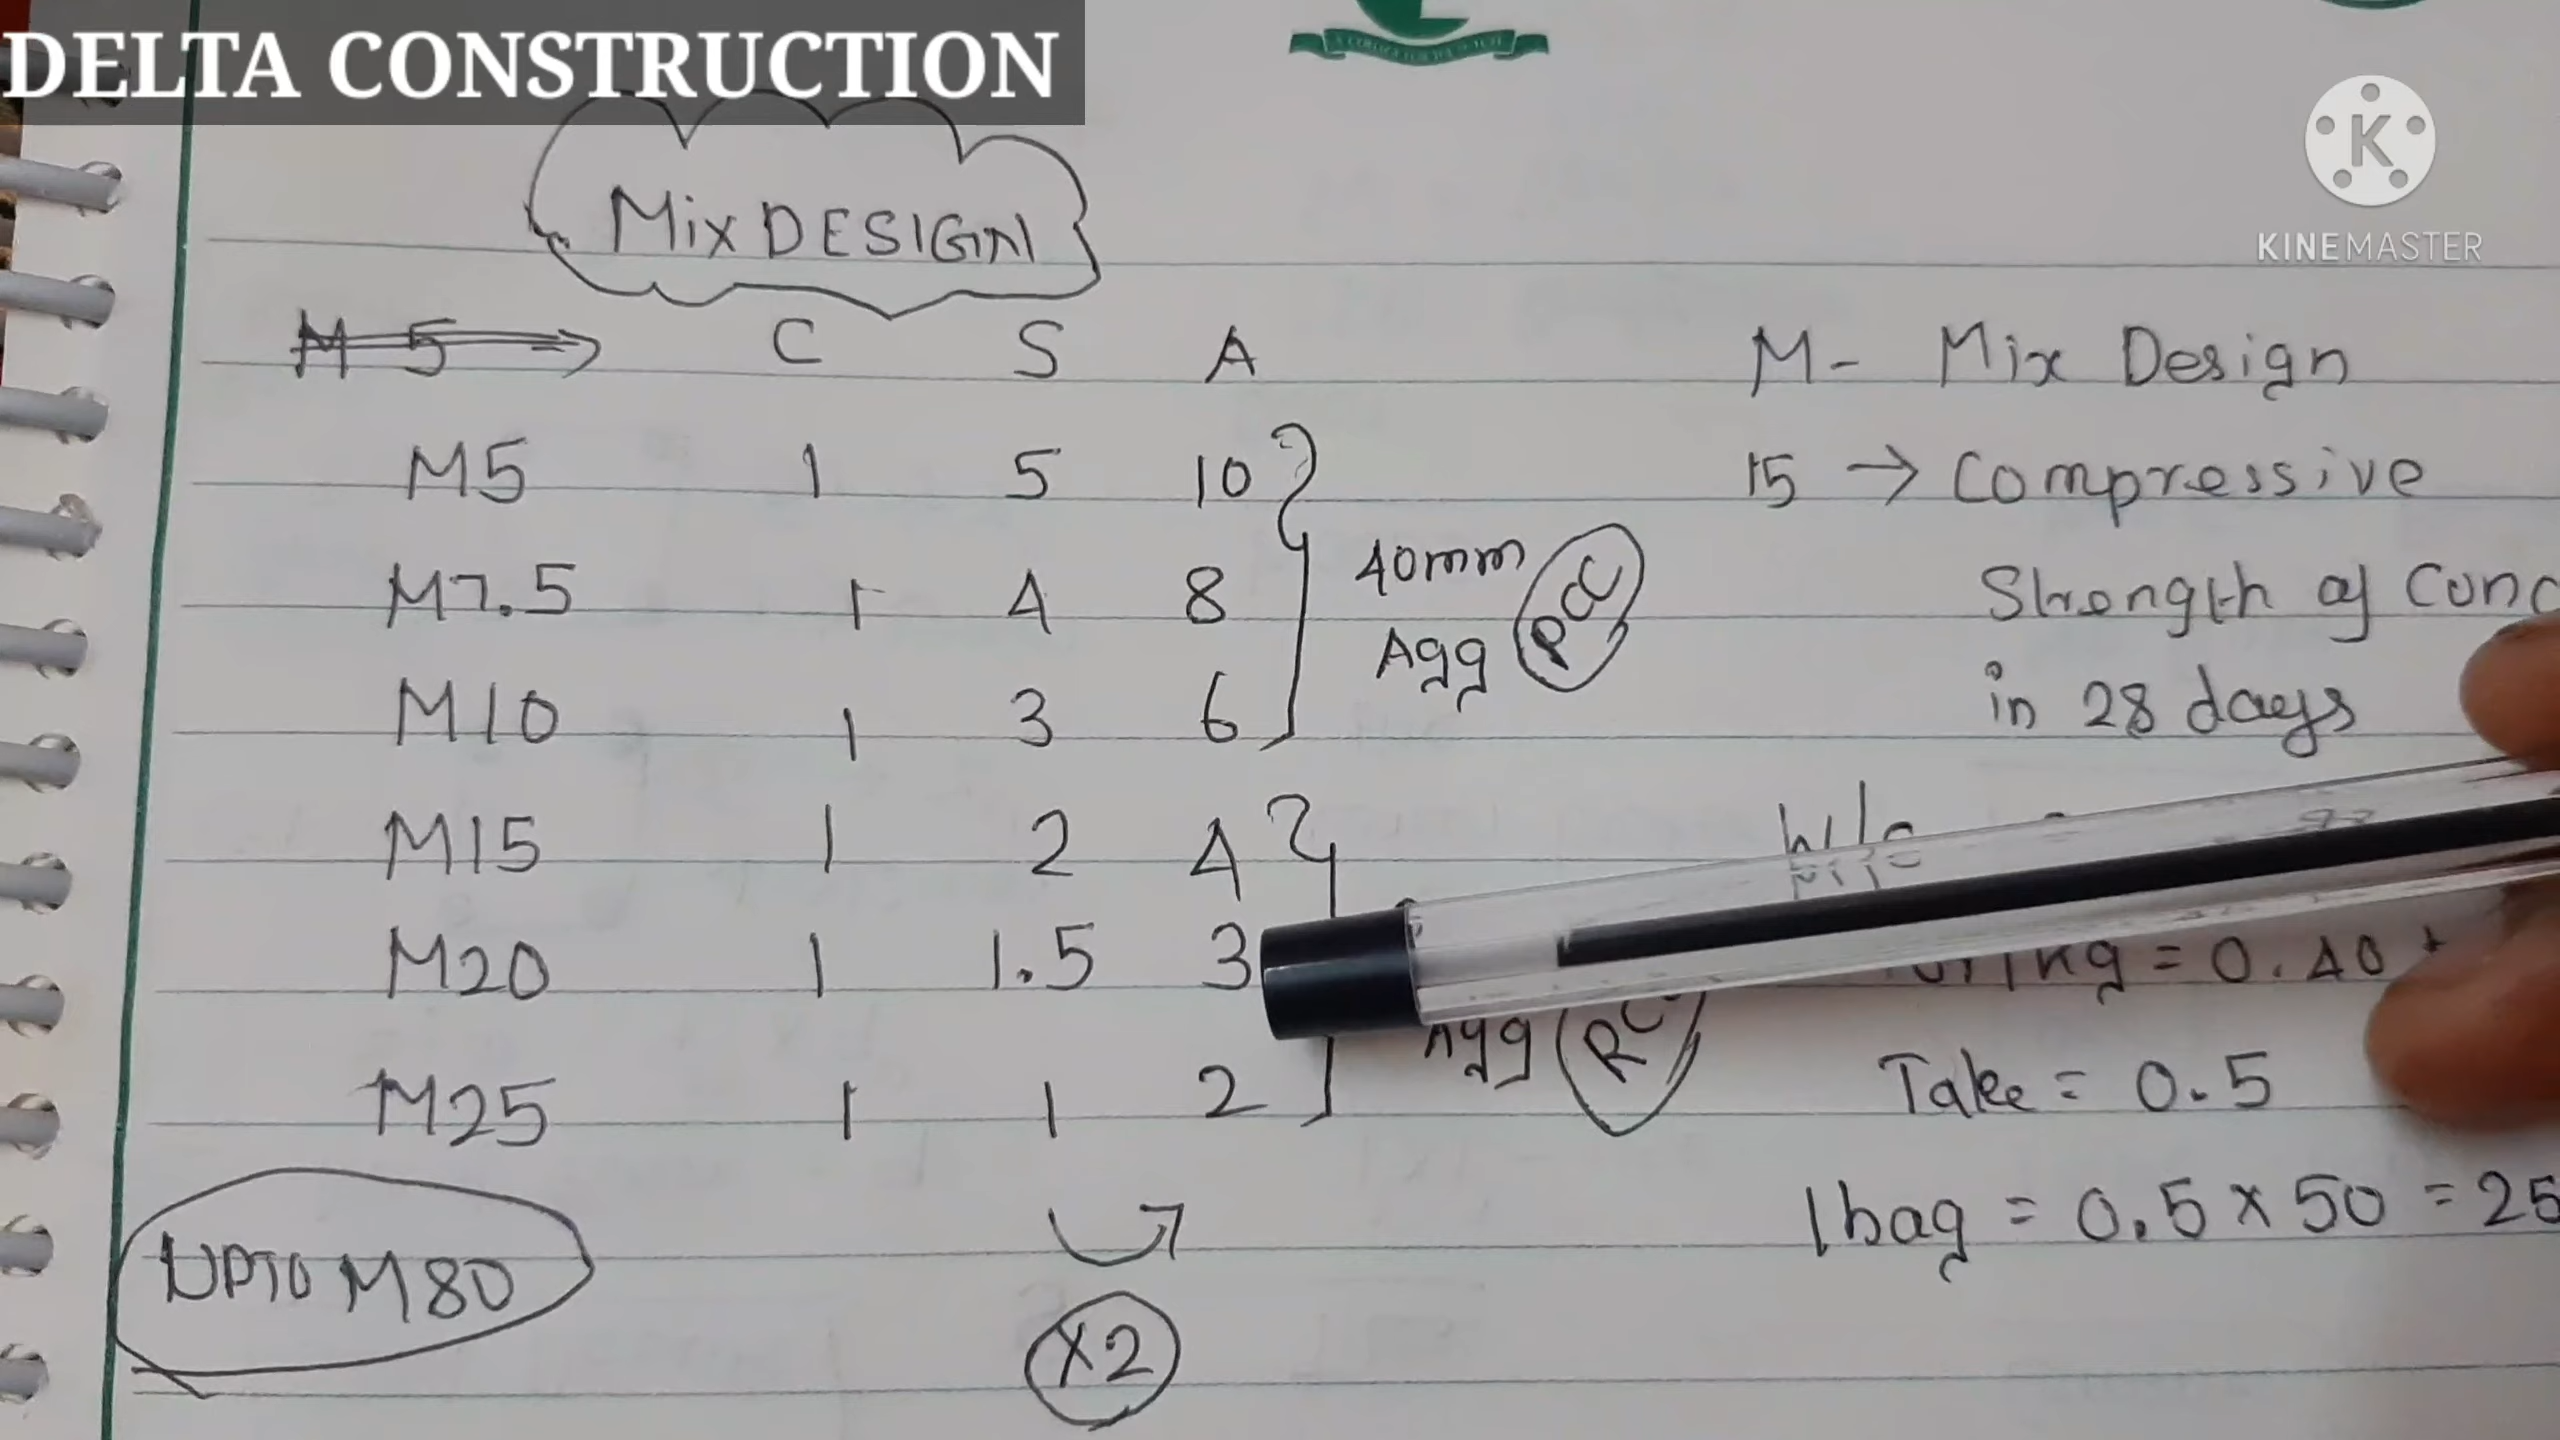 DELTA CONSTRUCTION
KINEMASTER
Mix DESIGN
M 5 C S A
M5 1 5 10
M7.5 1 4 8
M10 1 3 6
40mm
Agg PCC
M15 1 2 4
M20 1 1.5 3
M25 1 1 2
Agg
UPTO M80
X2
M- Mix Design
15 → Compressive
Strength of Conc
in 28 days
w/c
kg = 0.40
Take = 0.5
1bag = 0.5 x 50 = 25